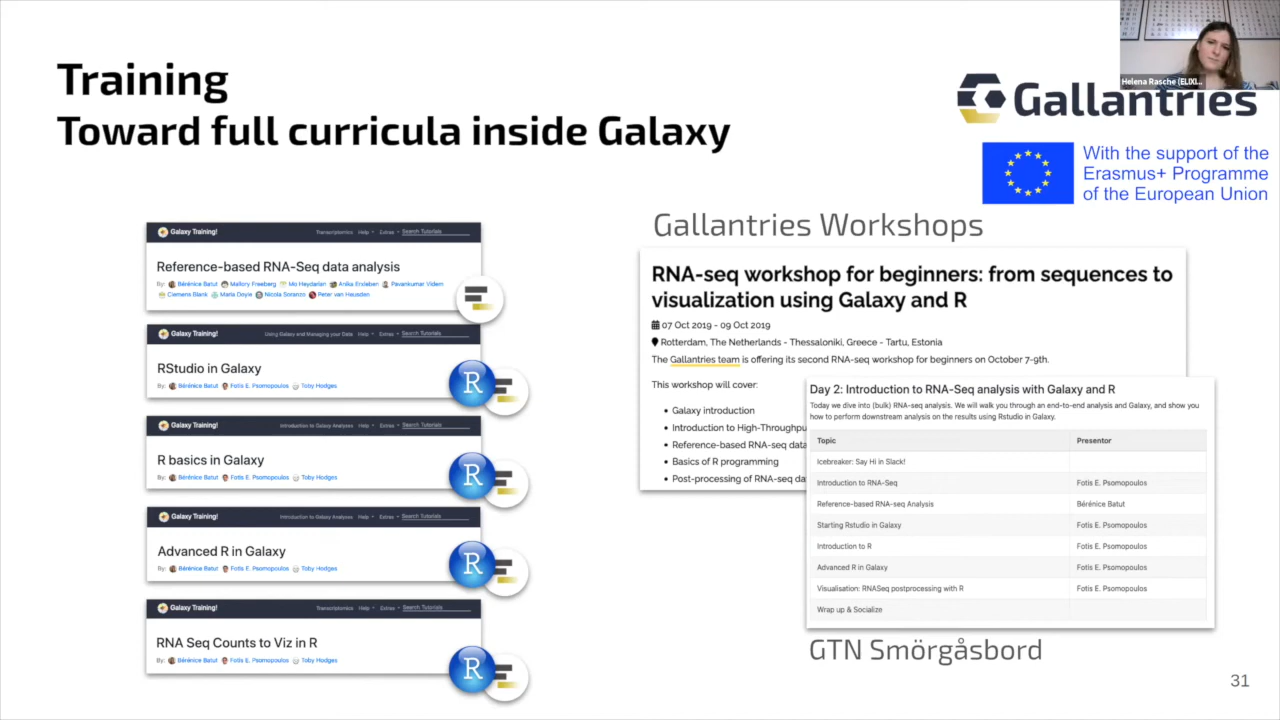 Training
Toward full curricula inside Galaxy
Helena Rasche (ELIXI...
Gallantries
With the support of the
Erasmus+ Programme
of the European Union
Galaxy Training!
Transcriptomics Help Extras Search Tutorials
Reference-based RNA-Seq data analysis
By: Bérénice Batut Mallory Freeberg Mo Heydarian Anika Erxleben Pavankumar Videm
Clemens Blank Maria Doyle Nicola Soranzo Peter van Heusden
Galaxy Training!
Using Galaxy and Managing your Data Help Extras Search Tutorials
RStudio in Galaxy
By: Bérénice Batut Fotis E. Psomopoulos Toby Hodges
R
Galaxy Training!
Introduction to Galaxy Analyses Help Extras Search Tutorials
R basics in Galaxy
By: Bérénice Batut Fotis E. Psomopoulos Toby Hodges
R
Galaxy Training!
Introduction to Galaxy Analyses Help Extras Search Tutorials
Advanced R in Galaxy
By: Bérénice Batut Fotis E. Psomopoulos Toby Hodges
R
Galaxy Training!
Transcriptomics Help Extras Search Tutorials
RNA Seq Counts to Viz in R
By: Bérénice Batut Fotis E. Psomopoulos Toby Hodges
R
Gallantries Workshops
RNA-seq workshop for beginners: from sequences to
visualization using Galaxy and R
07 Oct 2019 - 09 Oct 2019
Rotterdam, The Netherlands - Thessaloniki, Greece - Tartu, Estonia
The Gallantries team is offering its second RNA-seq workshop for beginners on October 7-9th.
This workshop will cover:
• Galaxy introduction
• Introduction to High-Throughpu
• Reference-based RNA-seq data
• Basics of R programming
• Post-processing of RNA-seq da
Day 2: Introduction to RNA-Seq analysis with Galaxy and R
Today we dive into (bulk) RNA-seq analysis. We will walk you through an end-to-end analysis and Galaxy, and show you
how to perform downstream analysis on the results using Rstudio in Galaxy.
Topic Presentor
Icebreaker: Say Hi in Slack!
Introduction to RNA-Seq Fotis E. Psomopoulos
Reference-based RNA-seq Analysis Bérénice Batut
Starting Rstudio in Galaxy Fotis E. Psomopoulos
Introduction to R Fotis E. Psomopoulos
Advanced R in Galaxy Fotis E. Psomopoulos
Visualisation: RNASeq postprocessing with R Fotis E. Psomopoulos
Wrap up & Socialize
GTN Smörgåsbord
31